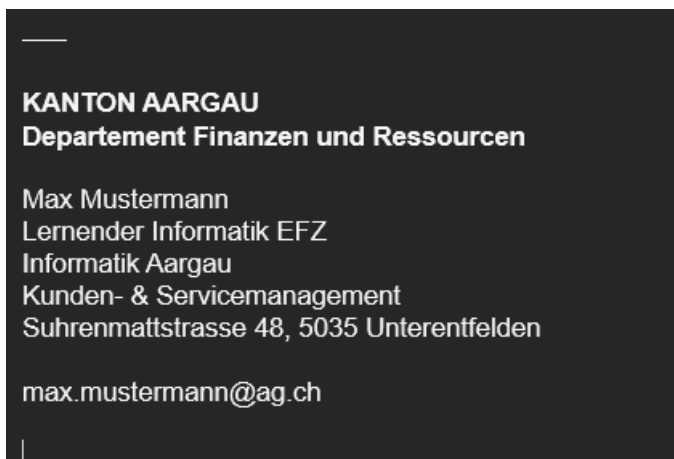 KANTON AARGAU
Departement Finanzen und Ressourcen
Max Mustermann
Lernender Informatik EFZ
Informatik Aargau
Kunden- & Servicemanagement
Suhrenmattstrasse 48, 5035 Unterentfelden
max.mustermann@ag.ch